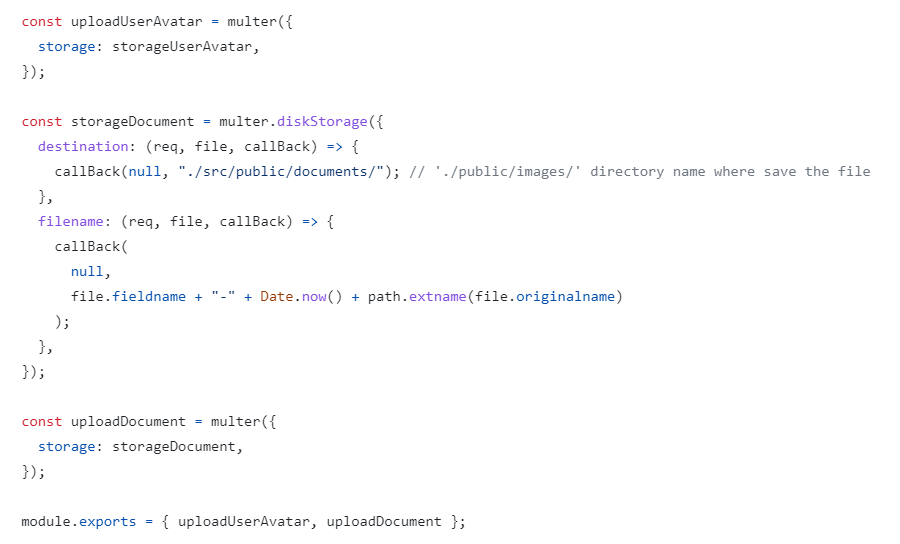 const uploadUserAvatar = multer({
  storage: storageUserAvatar,
});

const storageDocument = multer.diskStorage({
  destination: (req, file, callBack) => {
    callBack(null, "./src/public/documents/"); // './public/images/' directory name where save the file
  },
  filename: (req, file, callBack) => {
    callBack(
      null,
      file.fieldname + "-" + Date.now() + path.extname(file.originalname)
    );
  },
});

const uploadDocument = multer({
  storage: storageDocument,
});

module.exports = { uploadUserAvatar, uploadDocument };